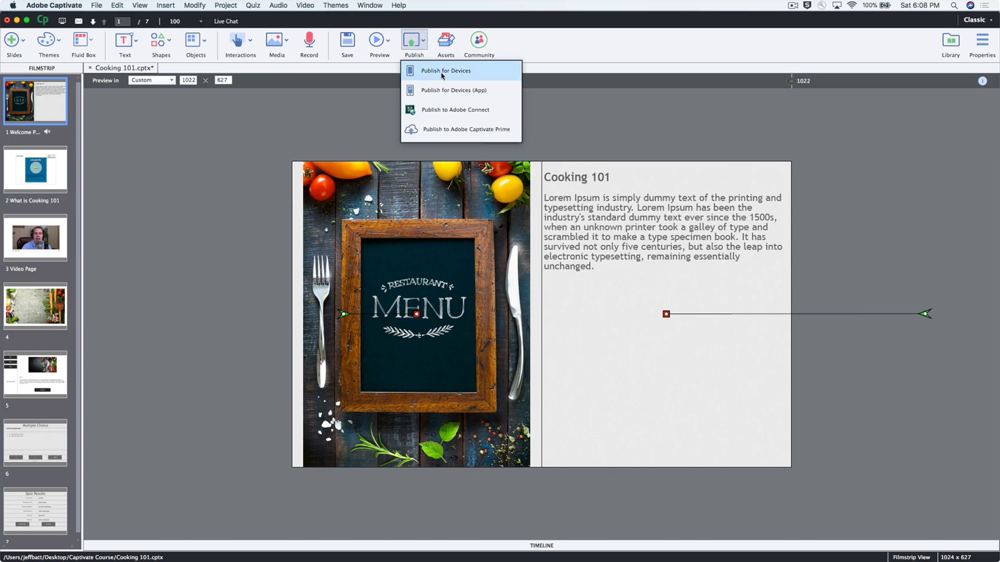 Adobe Captivate File Edit View Insert Modify Project Quiz Audio Video Themes Window Help 100% Sat 6:08 PM
Cp 1 / 7 100 Live Chat Classic
Slides Themes Fluid Box Text Shapes Objects Interactions Media Record Save Preview Publish Assets Community Library Properties
FILMSTRIP × Cooking 101.cptx*
Preview in Custom 1022 × 627 1022
Publish for Devices
Publish for Devices (App)
Publish to Adobe Connect
Publish to Adobe Captivate Prime
1 Welcome P...
2 What is Cooking 101
3 Video Page
4
5
Multiple Choice
6
Quiz Results
7
RESTAURANT
MENU
Cooking 101
Lorem Ipsum is simply dummy text of the printing and
typesetting industry. Lorem Ipsum has been the
industry's standard dummy text ever since the 1500s,
when an unknown printer took a galley of type and
scrambled it to make a type specimen book. It has
survived not only five centuries, but also the leap into
electronic typesetting, remaining essentially
unchanged.
TIMELINE
/Users/jeffbatt/Desktop/Captivate Course/Cooking 101.cptx Filmstrip View 1024 x 627